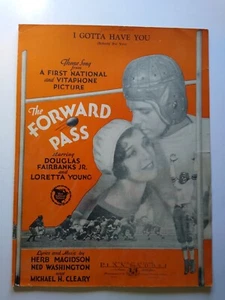 I GOTTA HAVE YOU
Theme Song
from
A FIRST NATIONAL
and VITAPHONE
PICTURE
The
FORWARD
PASS
starring
DOUGLAS
FAIRBANKS JR.
and
LORETTA YOUNG
Lyrics and Music by
HERB MAGIDSON
NED WASHINGTON
and
MICHAEL H. CLEARY